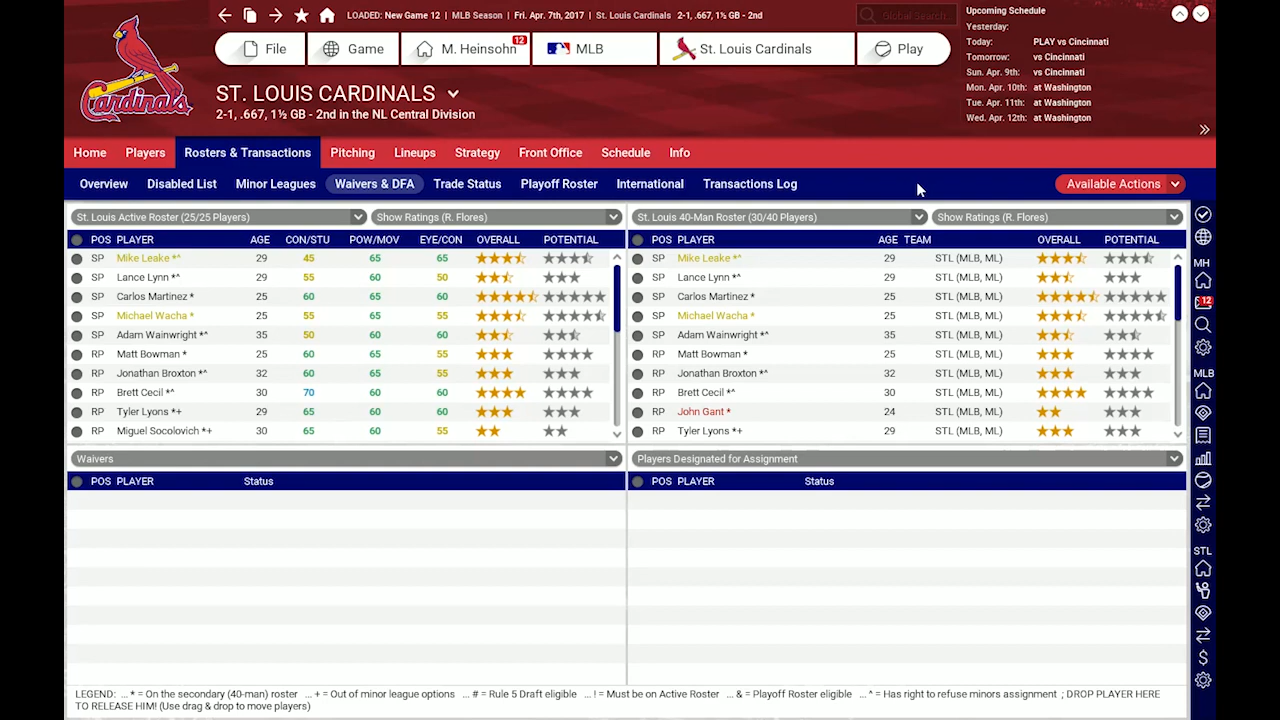 LOADED: New Game 12 | MLB Season | Fri. Apr. 7th, 2017 | St. Louis Cardinals 2-1, .667, 1½ GB - 2nd
Global Search...
File Game M. Heinsohn 12 MLB St. Louis Cardinals Play
Cardinals
ST. LOUIS CARDINALS
2-1, .667, 1½ GB - 2nd in the NL Central Division
Upcoming Schedule
Yesterday:
Today: PLAY vs Cincinnati
Tomorrow: vs Cincinnati
Sun. Apr. 9th: vs Cincinnati
Mon. Apr. 10th: at Washington
Tue. Apr. 11th: at Washington
Wed. Apr. 12th: at Washington
Home Players Rosters & Transactions Pitching Lineups Strategy Front Office Schedule Info
Overview Disabled List Minor Leagues Waivers & DFA Trade Status Playoff Roster International Transactions Log Available Actions
St. Louis Active Roster (25/25 Players) Show Ratings (R. Flores)
POS PLAYER AGE CON/STU POW/MOV EYE/CON OVERALL POTENTIAL
SP Mike Leake *^ 29 45 65 65
SP Lance Lynn *^ 29 55 60 50
SP Carlos Martinez * 25 60 65 60
SP Michael Wacha * 25 55 65 55
SP Adam Wainwright *^ 35 50 60 60
RP Matt Bowman * 25 60 65 55
RP Jonathan Broxton *^ 32 60 65 55
RP Brett Cecil *^ 30 70 60 60
RP Tyler Lyons *+ 29 65 60 60
RP Miguel Socolovich *+ 30 65 60 55
St. Louis 40-Man Roster (30/40 Players) Show Ratings (R. Flores)
POS PLAYER AGE TEAM OVERALL POTENTIAL
SP Mike Leake *^ 29 STL (MLB, ML)
SP Lance Lynn *^ 29 STL (MLB, ML)
SP Carlos Martinez * 25 STL (MLB, ML)
SP Michael Wacha * 25 STL (MLB, ML)
SP Adam Wainwright *^ 35 STL (MLB, ML)
RP Matt Bowman * 25 STL (MLB, ML)
RP Jonathan Broxton *^ 32 STL (MLB, ML)
RP Brett Cecil *^ 30 STL (MLB, ML)
RP John Gant * 24 STL (MLB, ML)
RP Tyler Lyons *+ 29 STL (MLB, ML)
Waivers
POS PLAYER Status
Players Designated for Assignment
POS PLAYER Status
MH
12
MLB
STL
$
LEGEND: ... * = On the secondary (40-man) roster ... + = Out of minor league options ... # = Rule 5 Draft eligible ... ! = Must be on Active Roster ... & = Playoff Roster eligible ... ^ = Has right to refuse minors assignment ; DROP PLAYER HERE
TO RELEASE HIM! (Use drag & drop to move players)